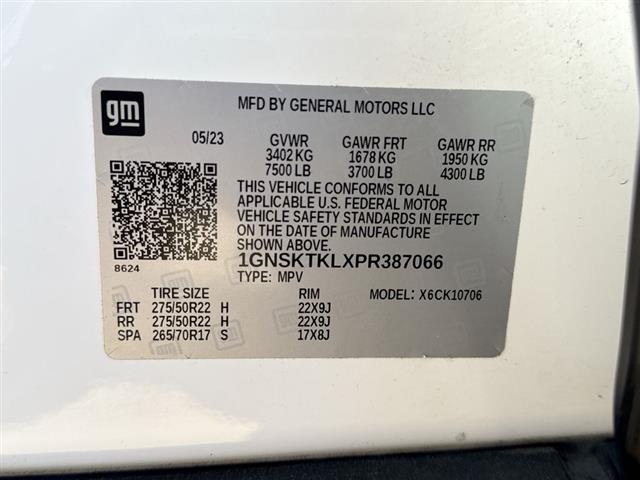 gm
MFD BY GENERAL MOTORS LLC
05/23 GVWR GAWR FRT GAWR RR
3402 KG 1678 KG 1950 KG
7500 LB 3700 LB 4300 LB
THIS VEHICLE CONFORMS TO ALL
APPLICABLE U.S. FEDERAL MOTOR
VEHICLE SAFETY STANDARDS IN EFFECT
ON THE DATE OF MANUFACTURE
SHOWN ABOVE.
8624
1GNSKTKLXPR387066
TYPE: MPV
TIRE SIZE RIM MODEL: X6CK10706
FRT 275/50R22 H 22X9J
RR 275/50R22 H 22X9J
SPA 265/70R17 S 17X8J